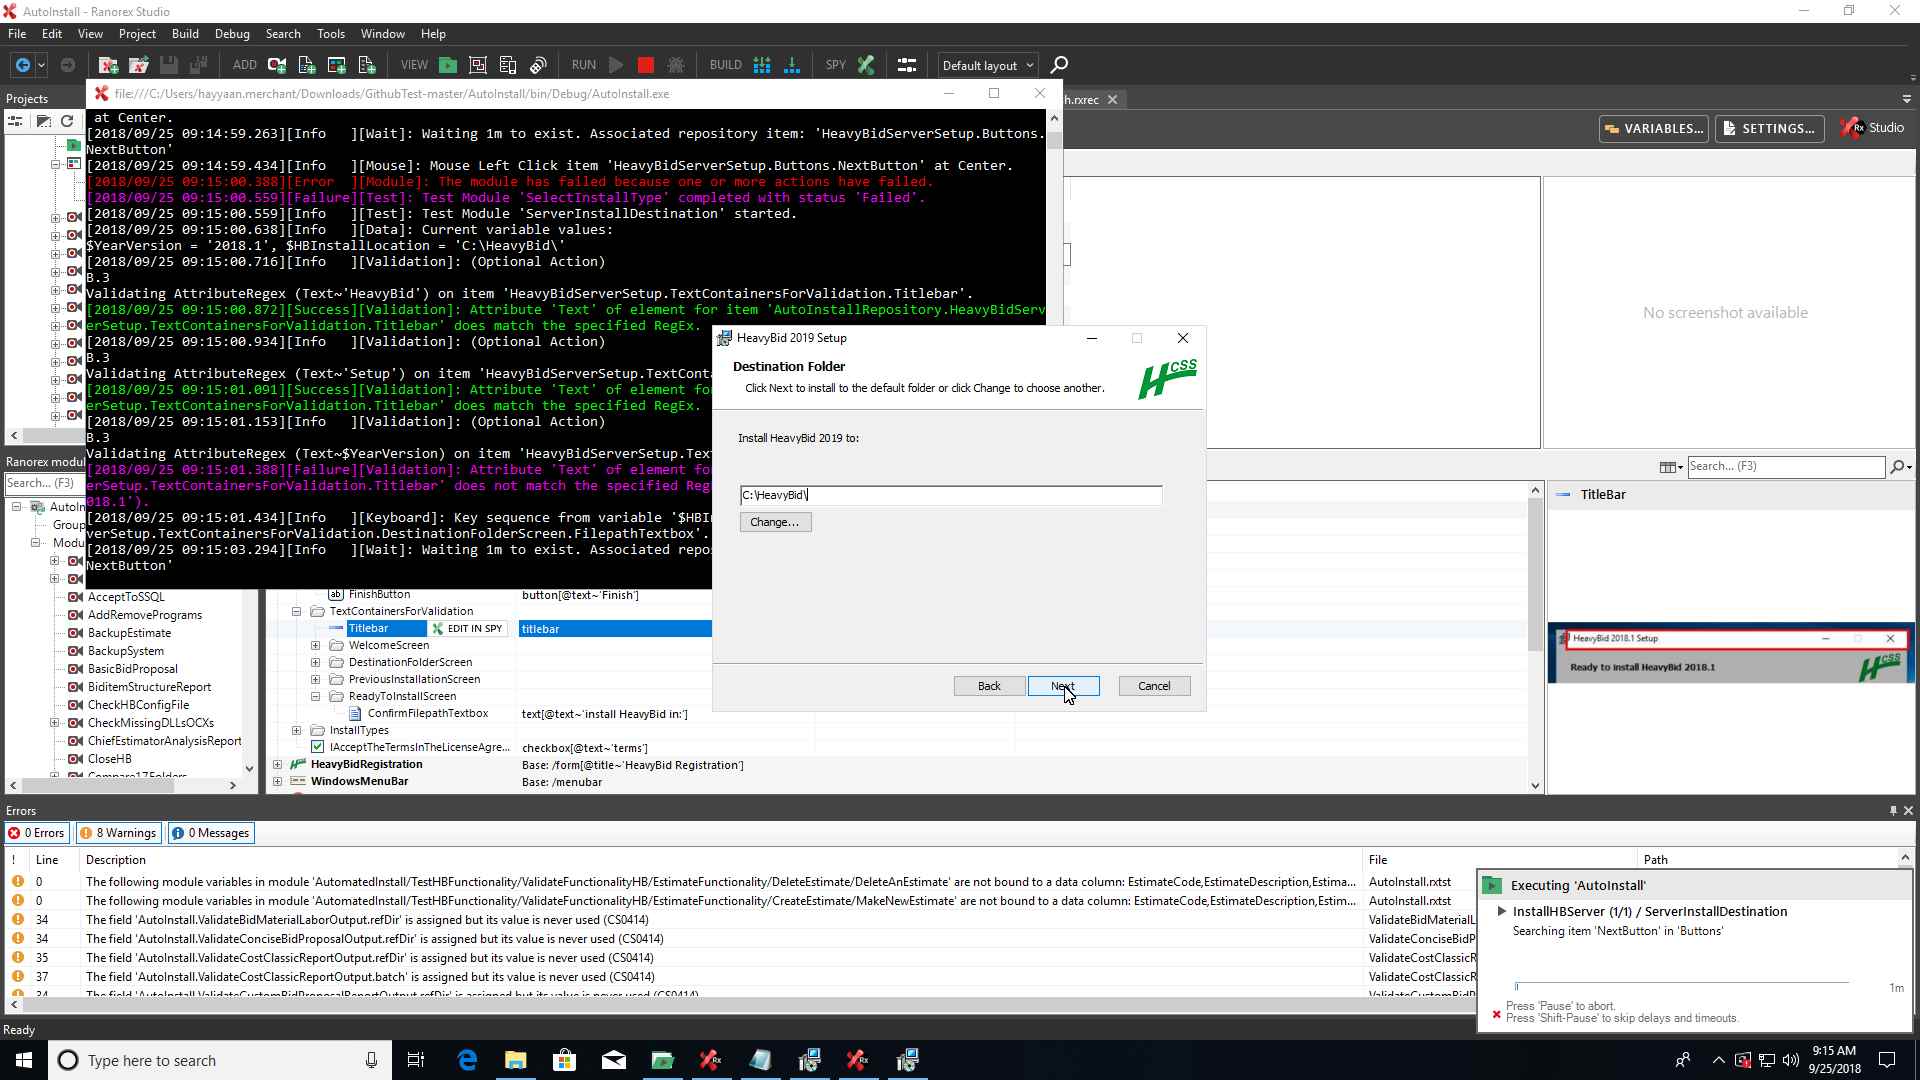 AutoInstall - Ranorex Studio
File Edit View Project Build Debug Search Tools Window Help
ADD VIEW RUN BUILD SPY Default layout
Projects
file:///C:/Users/hayyaan.merchant/Downloads/GithubTest-master/AutoInstall/bin/Debug/AutoInstall.exe
h.rxrec
VARIABLES... SETTINGS... Studio
at Center.
[2018/09/25 09:14:59.263][Info   ][Wait]: Waiting 1m to exist. Associated repository item: 'HeavyBidServerSetup.Buttons.
NextButton'
[2018/09/25 09:14:59.434][Info   ][Mouse]: Mouse Left Click item 'HeavyBidServerSetup.Buttons.NextButton' at Center.
[2018/09/25 09:15:00.388][Error  ][Module]: The module has failed because one or more actions have failed.
[2018/09/25 09:15:00.559][Failure][Test]: Test Module 'SelectInstallType' completed with status 'Failed'.
[2018/09/25 09:15:00.559][Info   ][Test]: Test Module 'ServerInstallDestination' started.
[2018/09/25 09:15:00.638][Info   ][Data]: Current variable values:
$YearVersion = '2018.1', $HBInstallLocation = 'C:\HeavyBid\'
[2018/09/25 09:15:00.716][Info   ][Validation]: (Optional Action)
B.3
Validating AttributeRegex (Text~'HeavyBid') on item 'HeavyBidServerSetup.TextContainersForValidation.Titlebar'.
[2018/09/25 09:15:00.872][Success][Validation]: Attribute 'Text' of element for item 'AutoInstallRepository.HeavyBidServ
erSetup.TextContainersForValidation.Titlebar' does match the specified RegEx.
[2018/09/25 09:15:00.934][Info   ][Validation]: (Optional Action)
B.3
Validating AttributeRegex (Text~'Setup') on item 'HeavyBidServerSetup.TextConta
[2018/09/25 09:15:01.091][Success][Validation]: Attribute 'Text' of element fo
erSetup.TextContainersForValidation.Titlebar' does match the specified RegEx.
[2018/09/25 09:15:01.153][Info   ][Validation]: (Optional Action)
B.3
Validating AttributeRegex (Text~$YearVersion) on item 'HeavyBidServerSetup.Text
[2018/09/25 09:15:01.388][Failure][Validation]: Attribute 'Text' of element fo
erSetup.TextContainersForValidation.Titlebar' does not match the specified Reg
018.1').
[2018/09/25 09:15:01.434][Info   ][Keyboard]: Key sequence from variable '$HBI
verSetup.TextContainersForValidation.DestinationFolderScreen.FilepathTextbox'.
[2018/09/25 09:15:03.294][Info   ][Wait]: Waiting 1m to exist. Associated repos
NextButton'
HeavyBid 2019 Setup
Destination Folder
Click Next to install to the default folder or click Change to choose another.
HCSS
Install HeavyBid 2019 to:
C:\HeavyBid\
Change...
Back Next Cancel
No screenshot available
Search... (F3)
TitleBar
HeavyBid 2018.1 Setup
Ready to install HeavyBid 2018.1
HCSS
Ranorex modul
Search... (F3)
AutoIn
Group
Modu
AcceptToSSQL
AddRemovePrograms
BackupEstimate
BackupSystem
BasicBidProposal
BiditemStructureReport
CheckHBConfigFile
CheckMissingDLLsOCXs
ChiefEstimatorAnalysisReport
CloseHB
Compare17Folders
FinishButton button[@text~'Finish']
TextContainersForValidation
Titlebar EDIT IN SPY titlebar
WelcomeScreen
DestinationFolderScreen
PreviousInstallationScreen
ReadyToInstallScreen
ConfirmFilepathTextbox text[@text~'install HeavyBid in:']
InstallTypes
IAcceptTheTermsInTheLicenseAgre... checkbox[@text~'terms']
HeavyBidRegistration Base: /form[@title~'HeavyBid Registration']
WindowsMenuBar Base: /menubar
Errors
0 Errors 8 Warnings 0 Messages
! Line Description File Path
0 The following module variables in module 'AutomatedInstall/TestHBFunctionality/ValidateFunctionalityHB/EstimateFunctionality/DeleteEstimate/DeleteAnEstimate' are not bound to a data column: EstimateCode,EstimateDescription,Estima... AutoInstall.rxtst
0 The following module variables in module 'AutomatedInstall/TestHBFunctionality/ValidateFunctionalityHB/EstimateFunctionality/CreateEstimate/MakeNewEstimate' are not bound to a data column: EstimateCode,EstimateDescription,Estim... AutoInstall.rxtst
34 The field 'AutoInstall.ValidateBidMaterialLaborOutput.refDir' is assigned but its value is never used (CS0414) ValidateBidMaterialL
34 The field 'AutoInstall.ValidateConciseBidProposalOutput.refDir' is assigned but its value is never used (CS0414) ValidateConciseBidP
35 The field 'AutoInstall.ValidateCostClassicReportOutput.refDir' is assigned but its value is never used (CS0414) ValidateCostClassicR
37 The field 'AutoInstall.ValidateCostClassicReportOutput.batch' is assigned but its value is never used (CS0414) ValidateCostClassicR
34 The field 'AutoInstall.ValidateCustomBidProposalReportOutput.refDir' is assigned but its value is never used (CS0414) ValidateCustomBidP
Executing 'AutoInstall'
InstallHBServer (1/1) / ServerInstallDestination
Searching item 'NextButton' in 'Buttons'
1m
Press 'Pause' to abort.
Press 'Shift-Pause' to skip delays and timeouts.
Ready
Type here to search
9:15 AM
9/25/2018